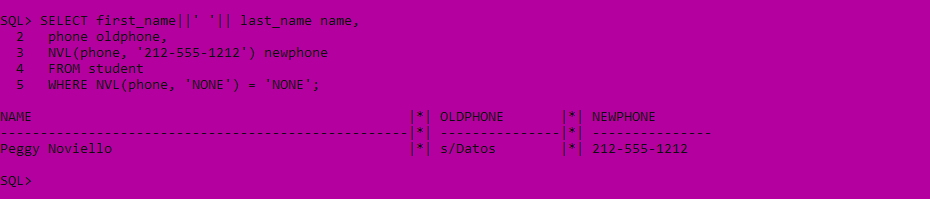 SQL> SELECT first_name||' '|| last_name name,
  2   phone oldphone,
  3   NVL(phone, '212-555-1212') newphone
  4   FROM student
  5   WHERE NVL(phone, 'NONE') = 'NONE';
NAME                                               |*| OLDPHONE       |*| NEWPHONE
---------------------------------------------------|*| ---------------|*| ---------------
Peggy Noviello                                     |*| s/Datos        |*| 212-555-1212
SQL>